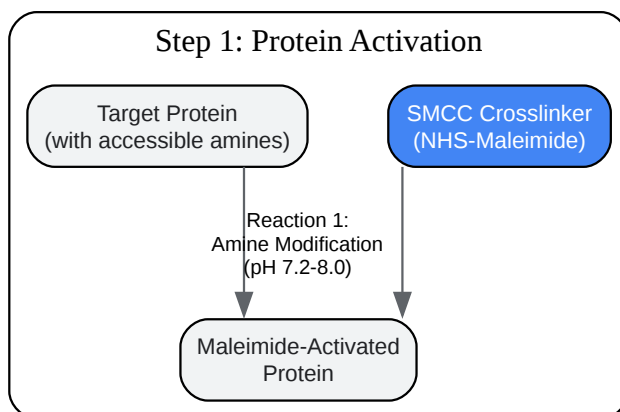 Step 1: Protein Activation
Target Protein
(with accessible amines)
SMCC Crosslinker
(NHS-Maleimide)
Reaction 1:
Amine Modification
(pH 7.2-8.0)
Maleimide-Activated
Protein